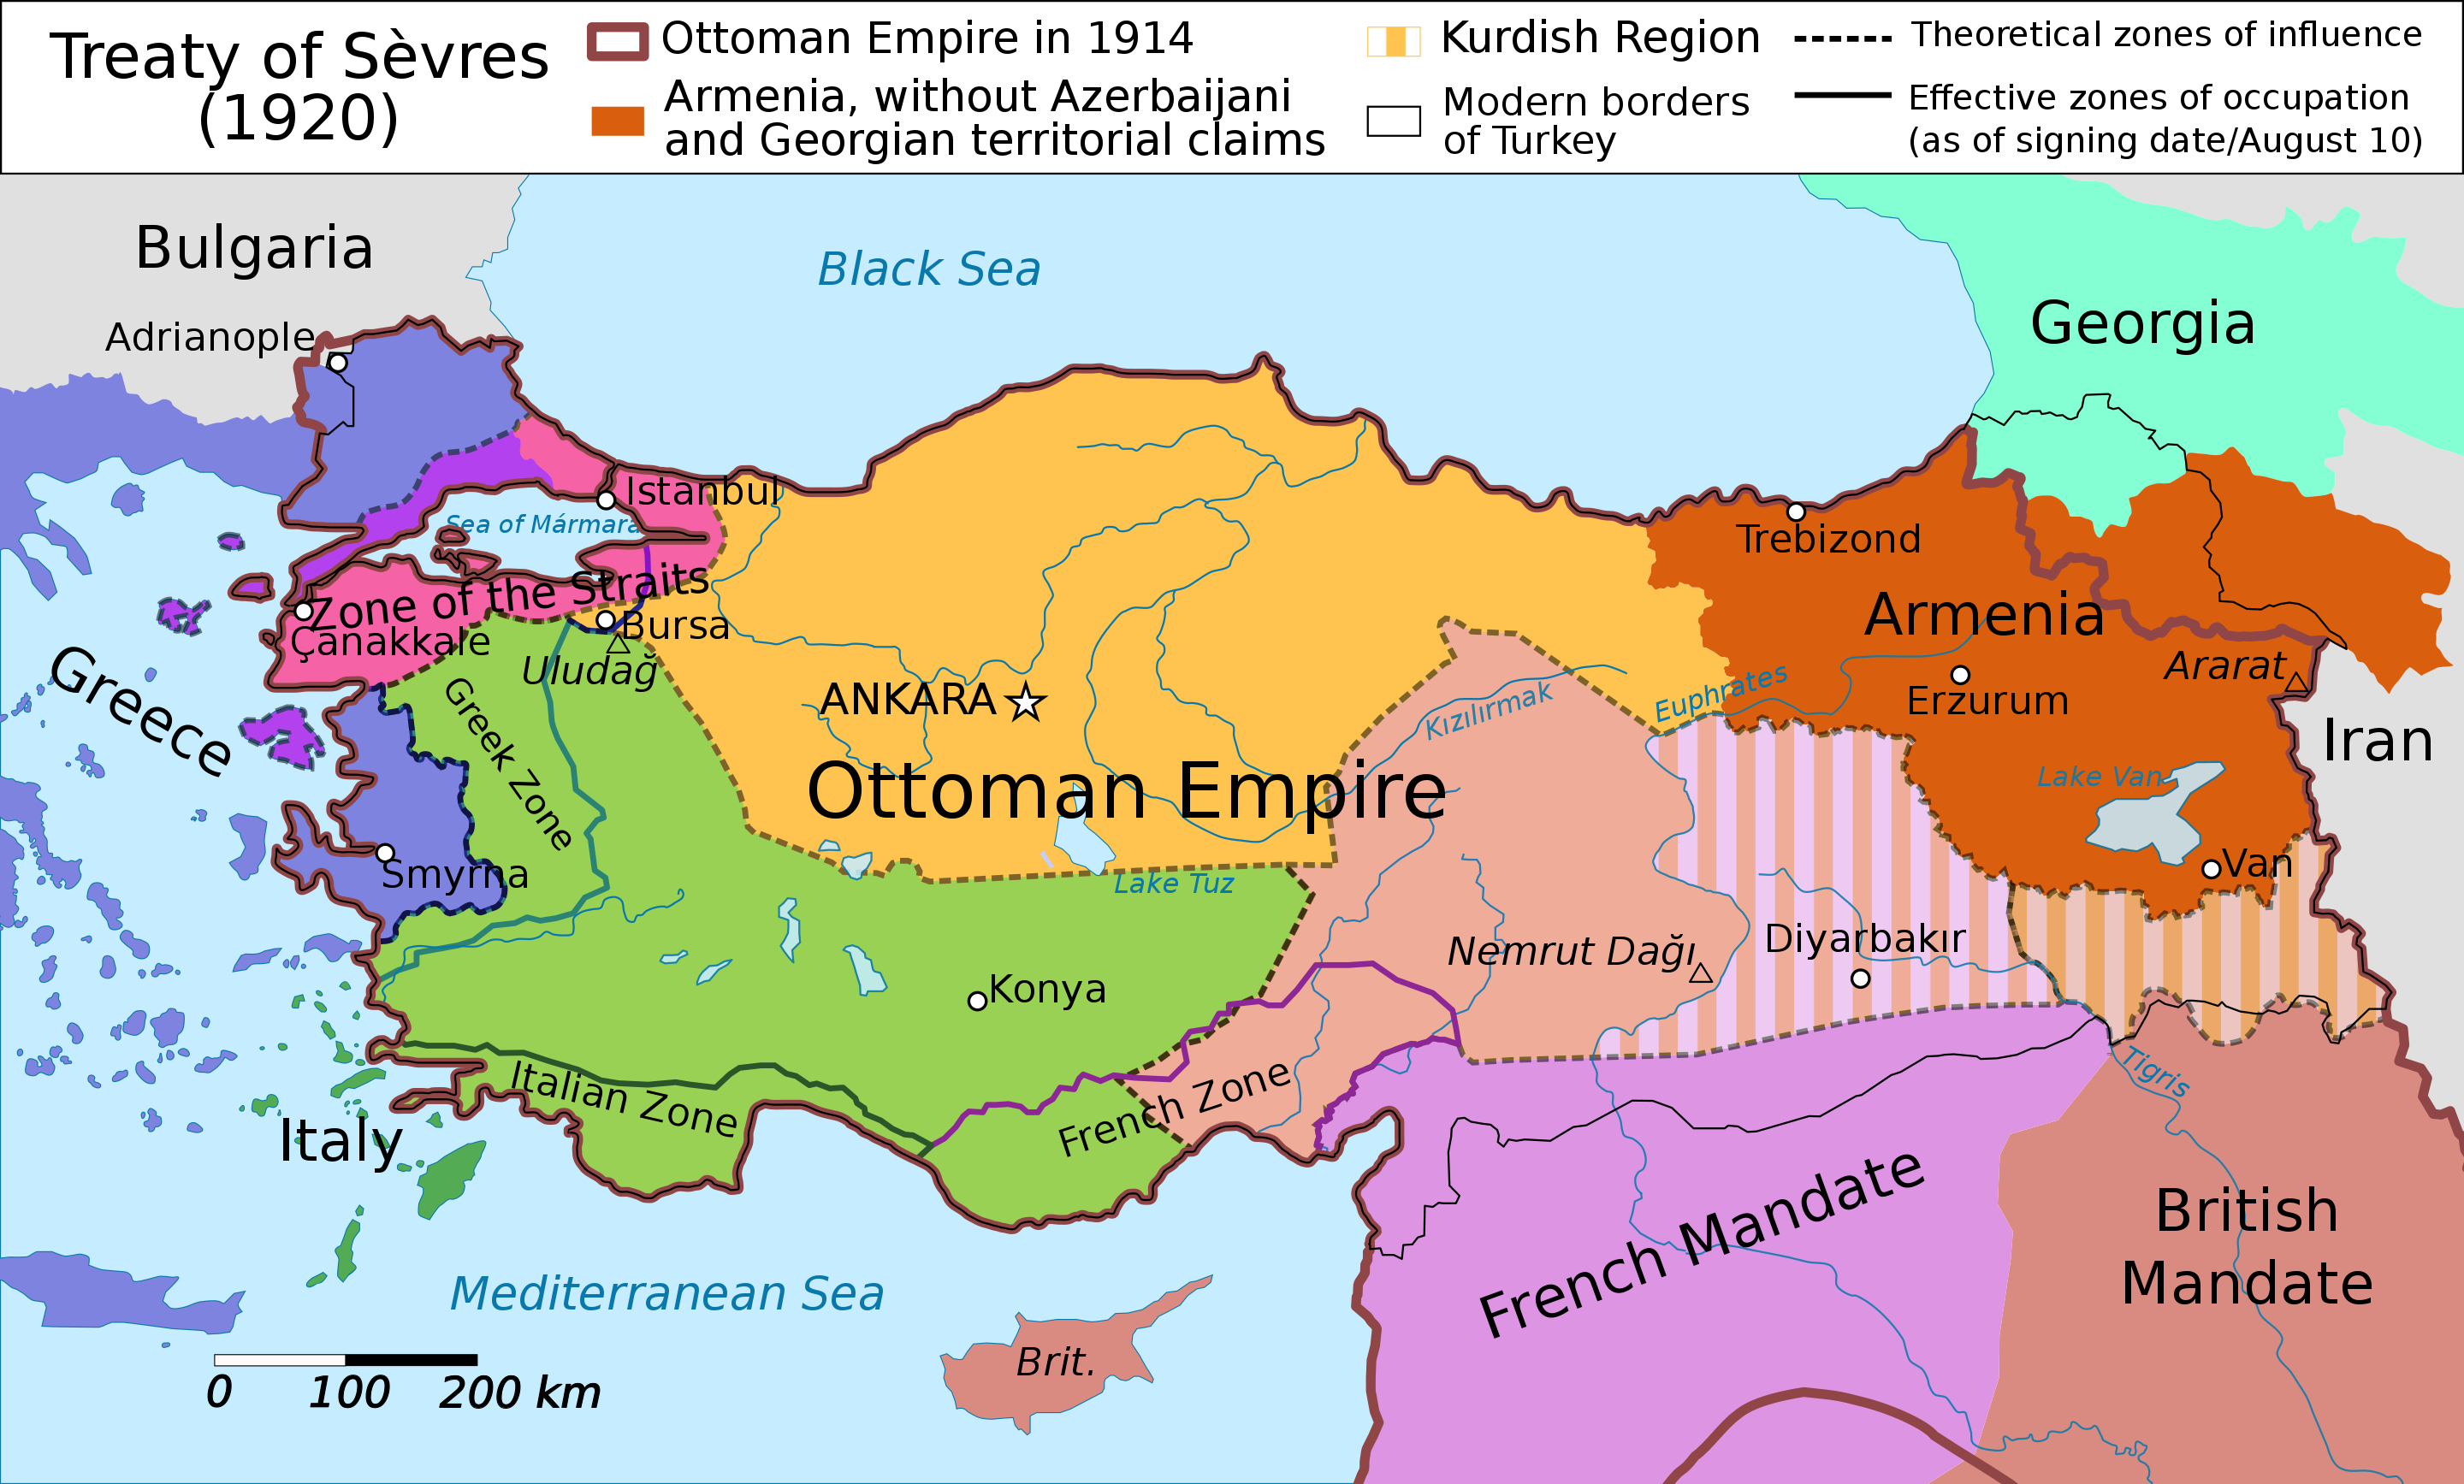 Treaty of Sèvres
(1920)
Ottoman Empire in 1914
Armenia, without Azerbaijani
and Georgian territorial claims
Kurdish Region
Modern borders
of Turkey
Theoretical zones of influence
Effective zones of occupation
(as of signing date/August 10)
Bulgaria
Black Sea
Georgia
Adrianople
Istanbul
Sea of Mármara
Trebizond
Zone of the Straits
Çanakkale
Bursa
Uludağ
Armenia
Ararat
Erzurum
Euphrates
Greece
Greek Zone
ANKARA
Kızılırmak
Iran
Ottoman Empire
Lake Van
Smyrna
Lake Tuz
Van
Nemrut Dağı
Diyarbakır
Konya
Tigris
Italian Zone
French Zone
Italy
French Mandate
British
Mandate
Mediterranean Sea
Brit.
0 100 200 km